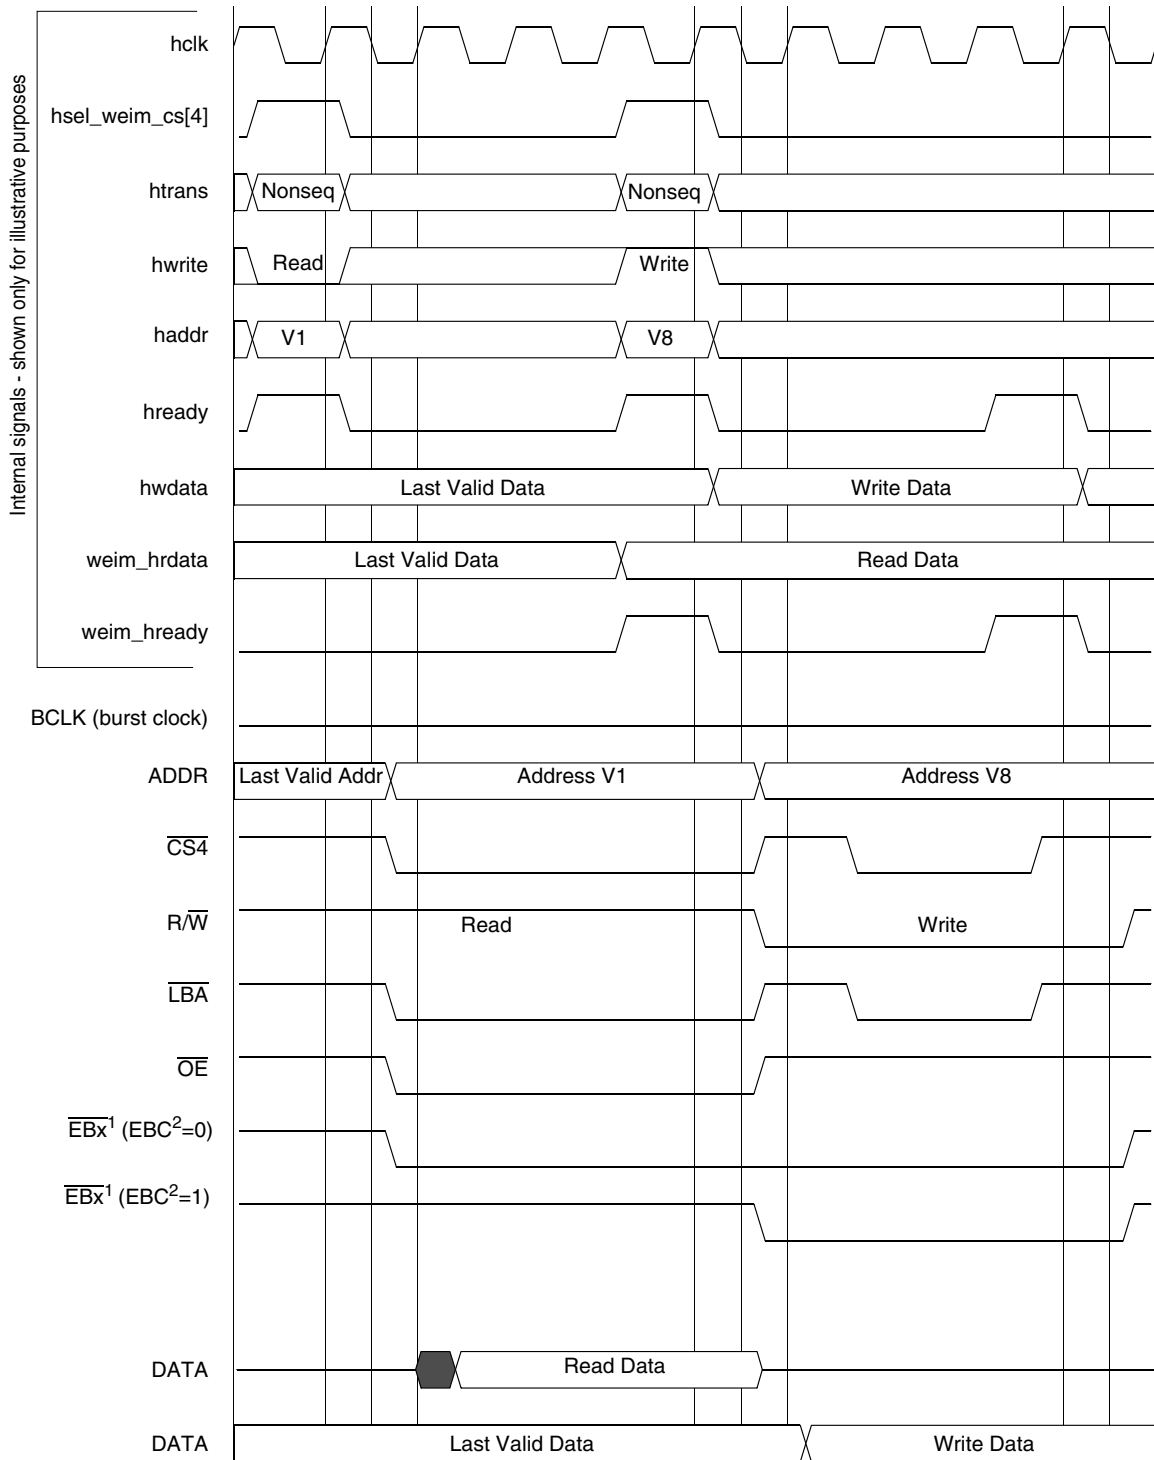 Internal signals - shown only for illustrative purposes
hclk
hsel_weim_cs[4]
htrans Nonseq Nonseq
hwrite Read Write
haddr V1 V8
hready
hwdata Last Valid Data Write Data
weim_hrdata Last Valid Data Read Data
weim_hready
BCLK (burst clock)
ADDR Last Valid Addr Address V1 Address V8
CS4
R/W Read Write
LBA
OE
EBx1 (EBC2=0)
EBx1 (EBC2=1)
DATA Read Data
DATA Last Valid Data Write Data